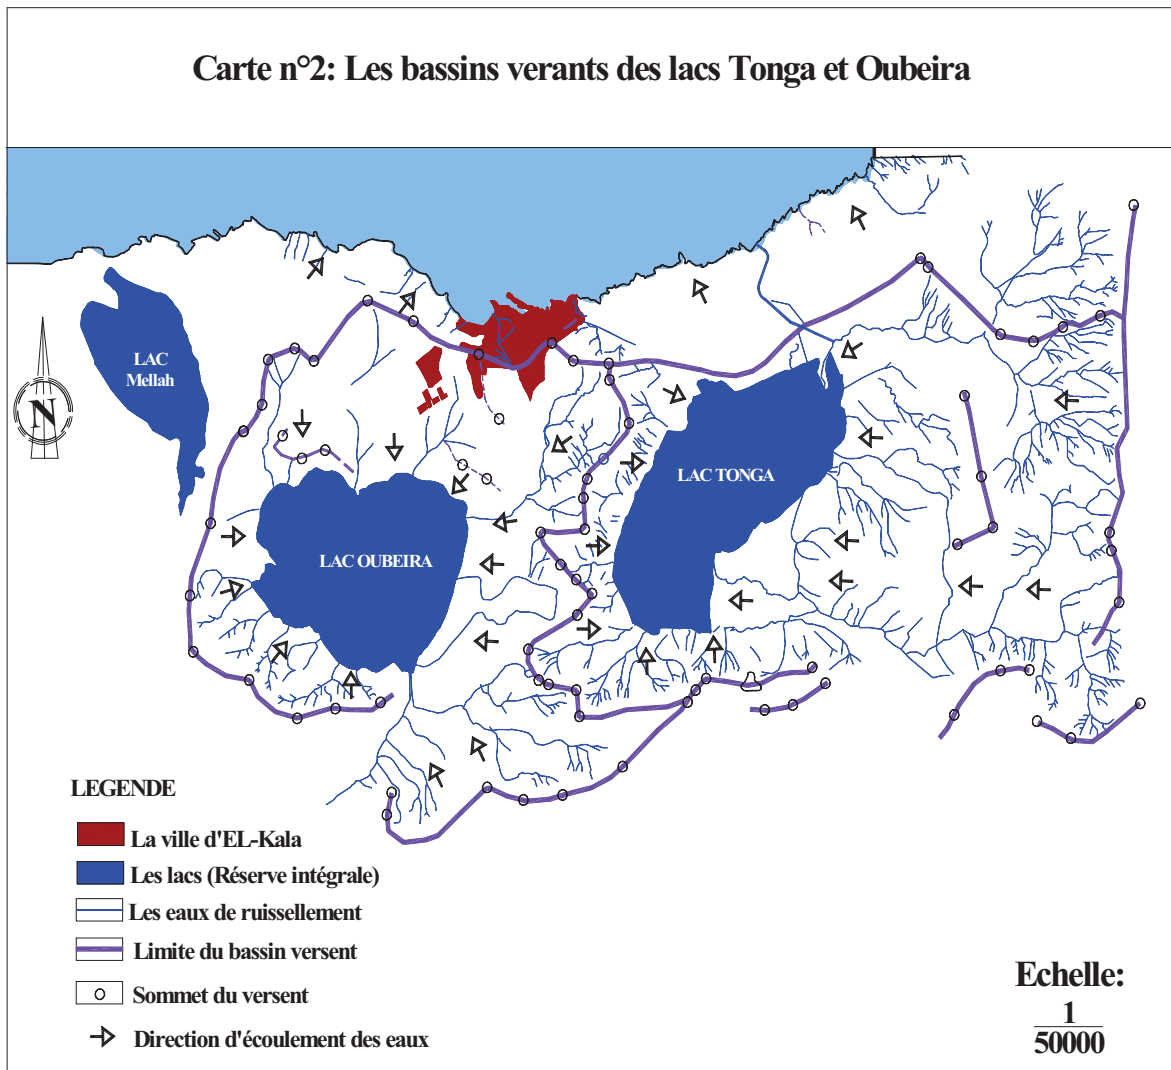 Carte n°2: Les bassins verants des lacs Tonga et Oubeira
LAC
Mellah
N
LAC TONGA
LAC OUBEIRA
LEGENDE
La ville d'EL-Kala
Les lacs (Réserve intégrale)
Les eaux de ruissellement
Limite du bassin versent
Sommet du versent
Direction d'écoulement des eaux
Echelle:
1
50000